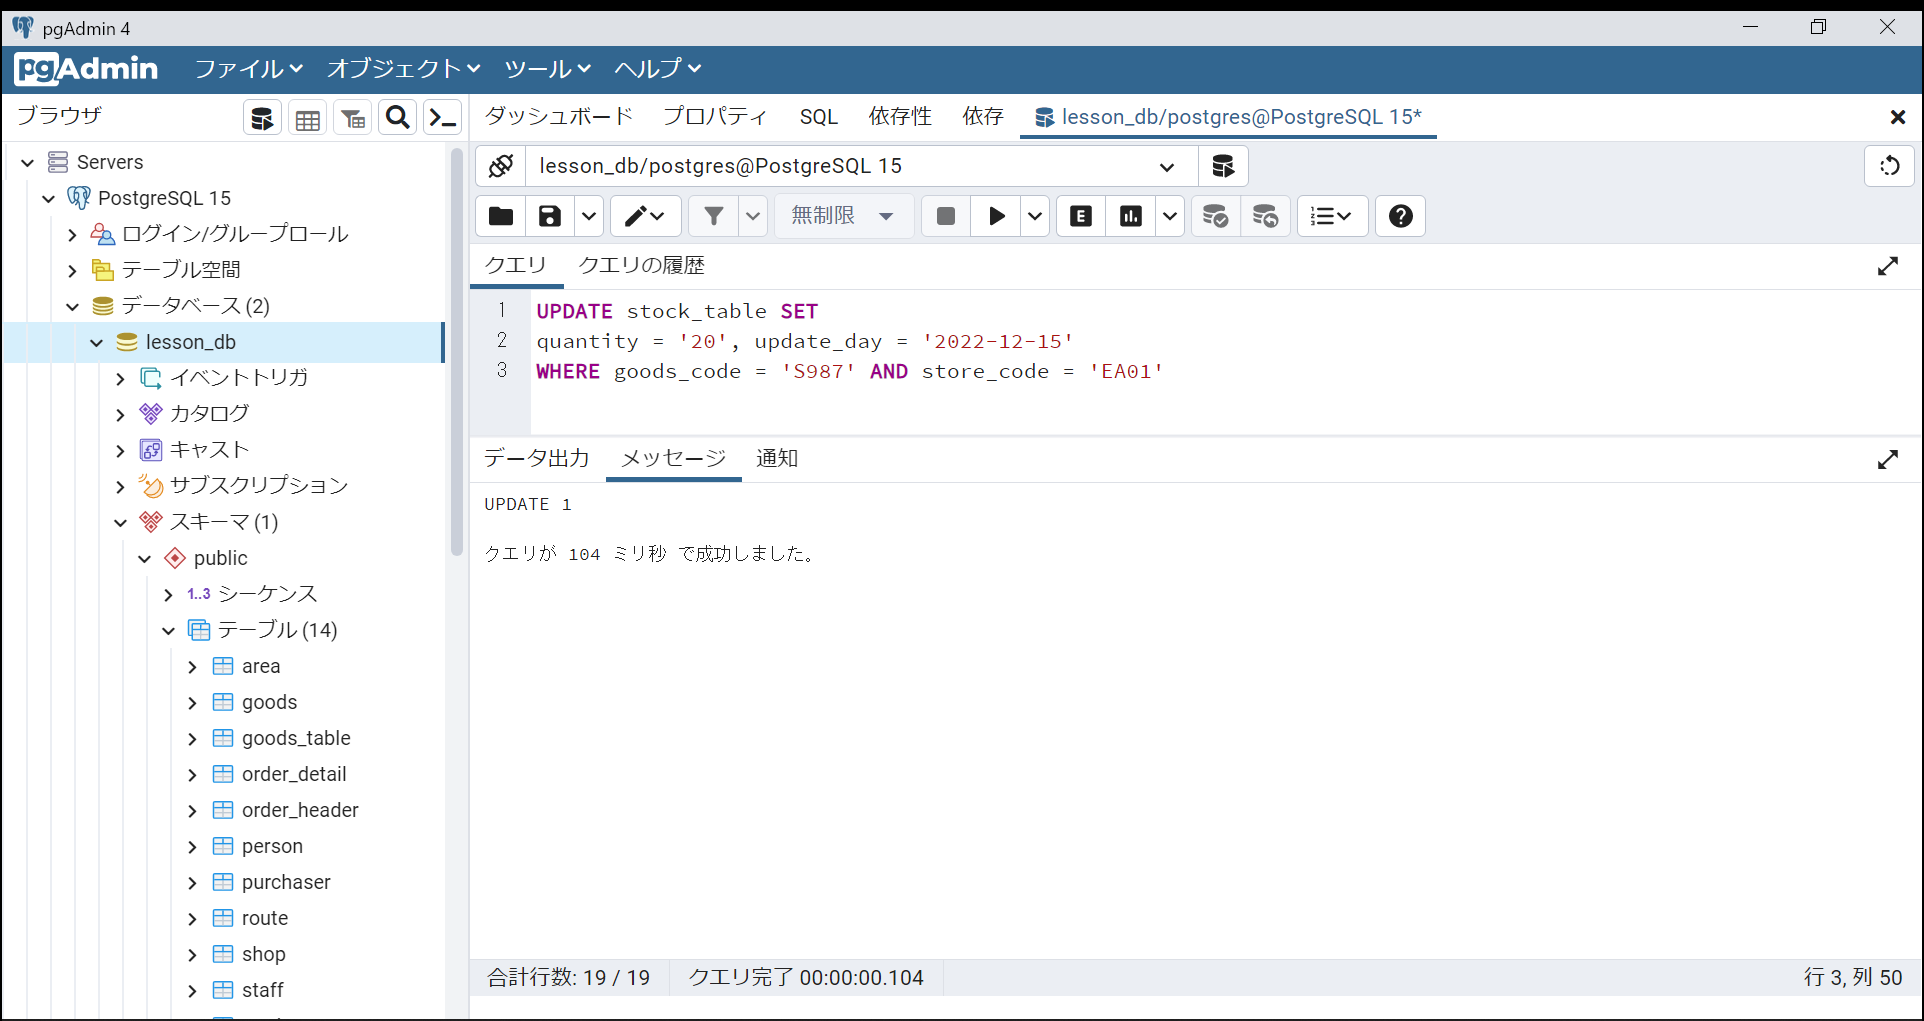 pgAdmin 4
pgAdmin ファイル オブジェクト ツール ヘルプ
ブラウザ
ダッシュボード プロパティ SQL 依存性 依存 lesson_db/postgres@PostgreSQL 15*
Servers
PostgreSQL 15
ログイン/グループロール
テーブル空間
データベース (2)
lesson_db
イベントトリガ
カタログ
キャスト
サブスクリプション
スキーマ (1)
public
1..3 シーケンス
テーブル (14)
area
goods
goods_table
order_detail
order_header
person
purchaser
route
shop
staff
lesson_db/postgres@PostgreSQL 15
無制限
E
クエリ クエリの履歴
1 UPDATE stock_table SET
2 quantity = '20', update_day = '2022-12-15'
3 WHERE goods_code = 'S987' AND store_code = 'EA01'
データ出力 メッセージ 通知
UPDATE 1
クエリが 104 ミリ秒 で成功しました。
合計行数: 19 / 19 クエリ完了 00:00:00.104 行 3, 列 50